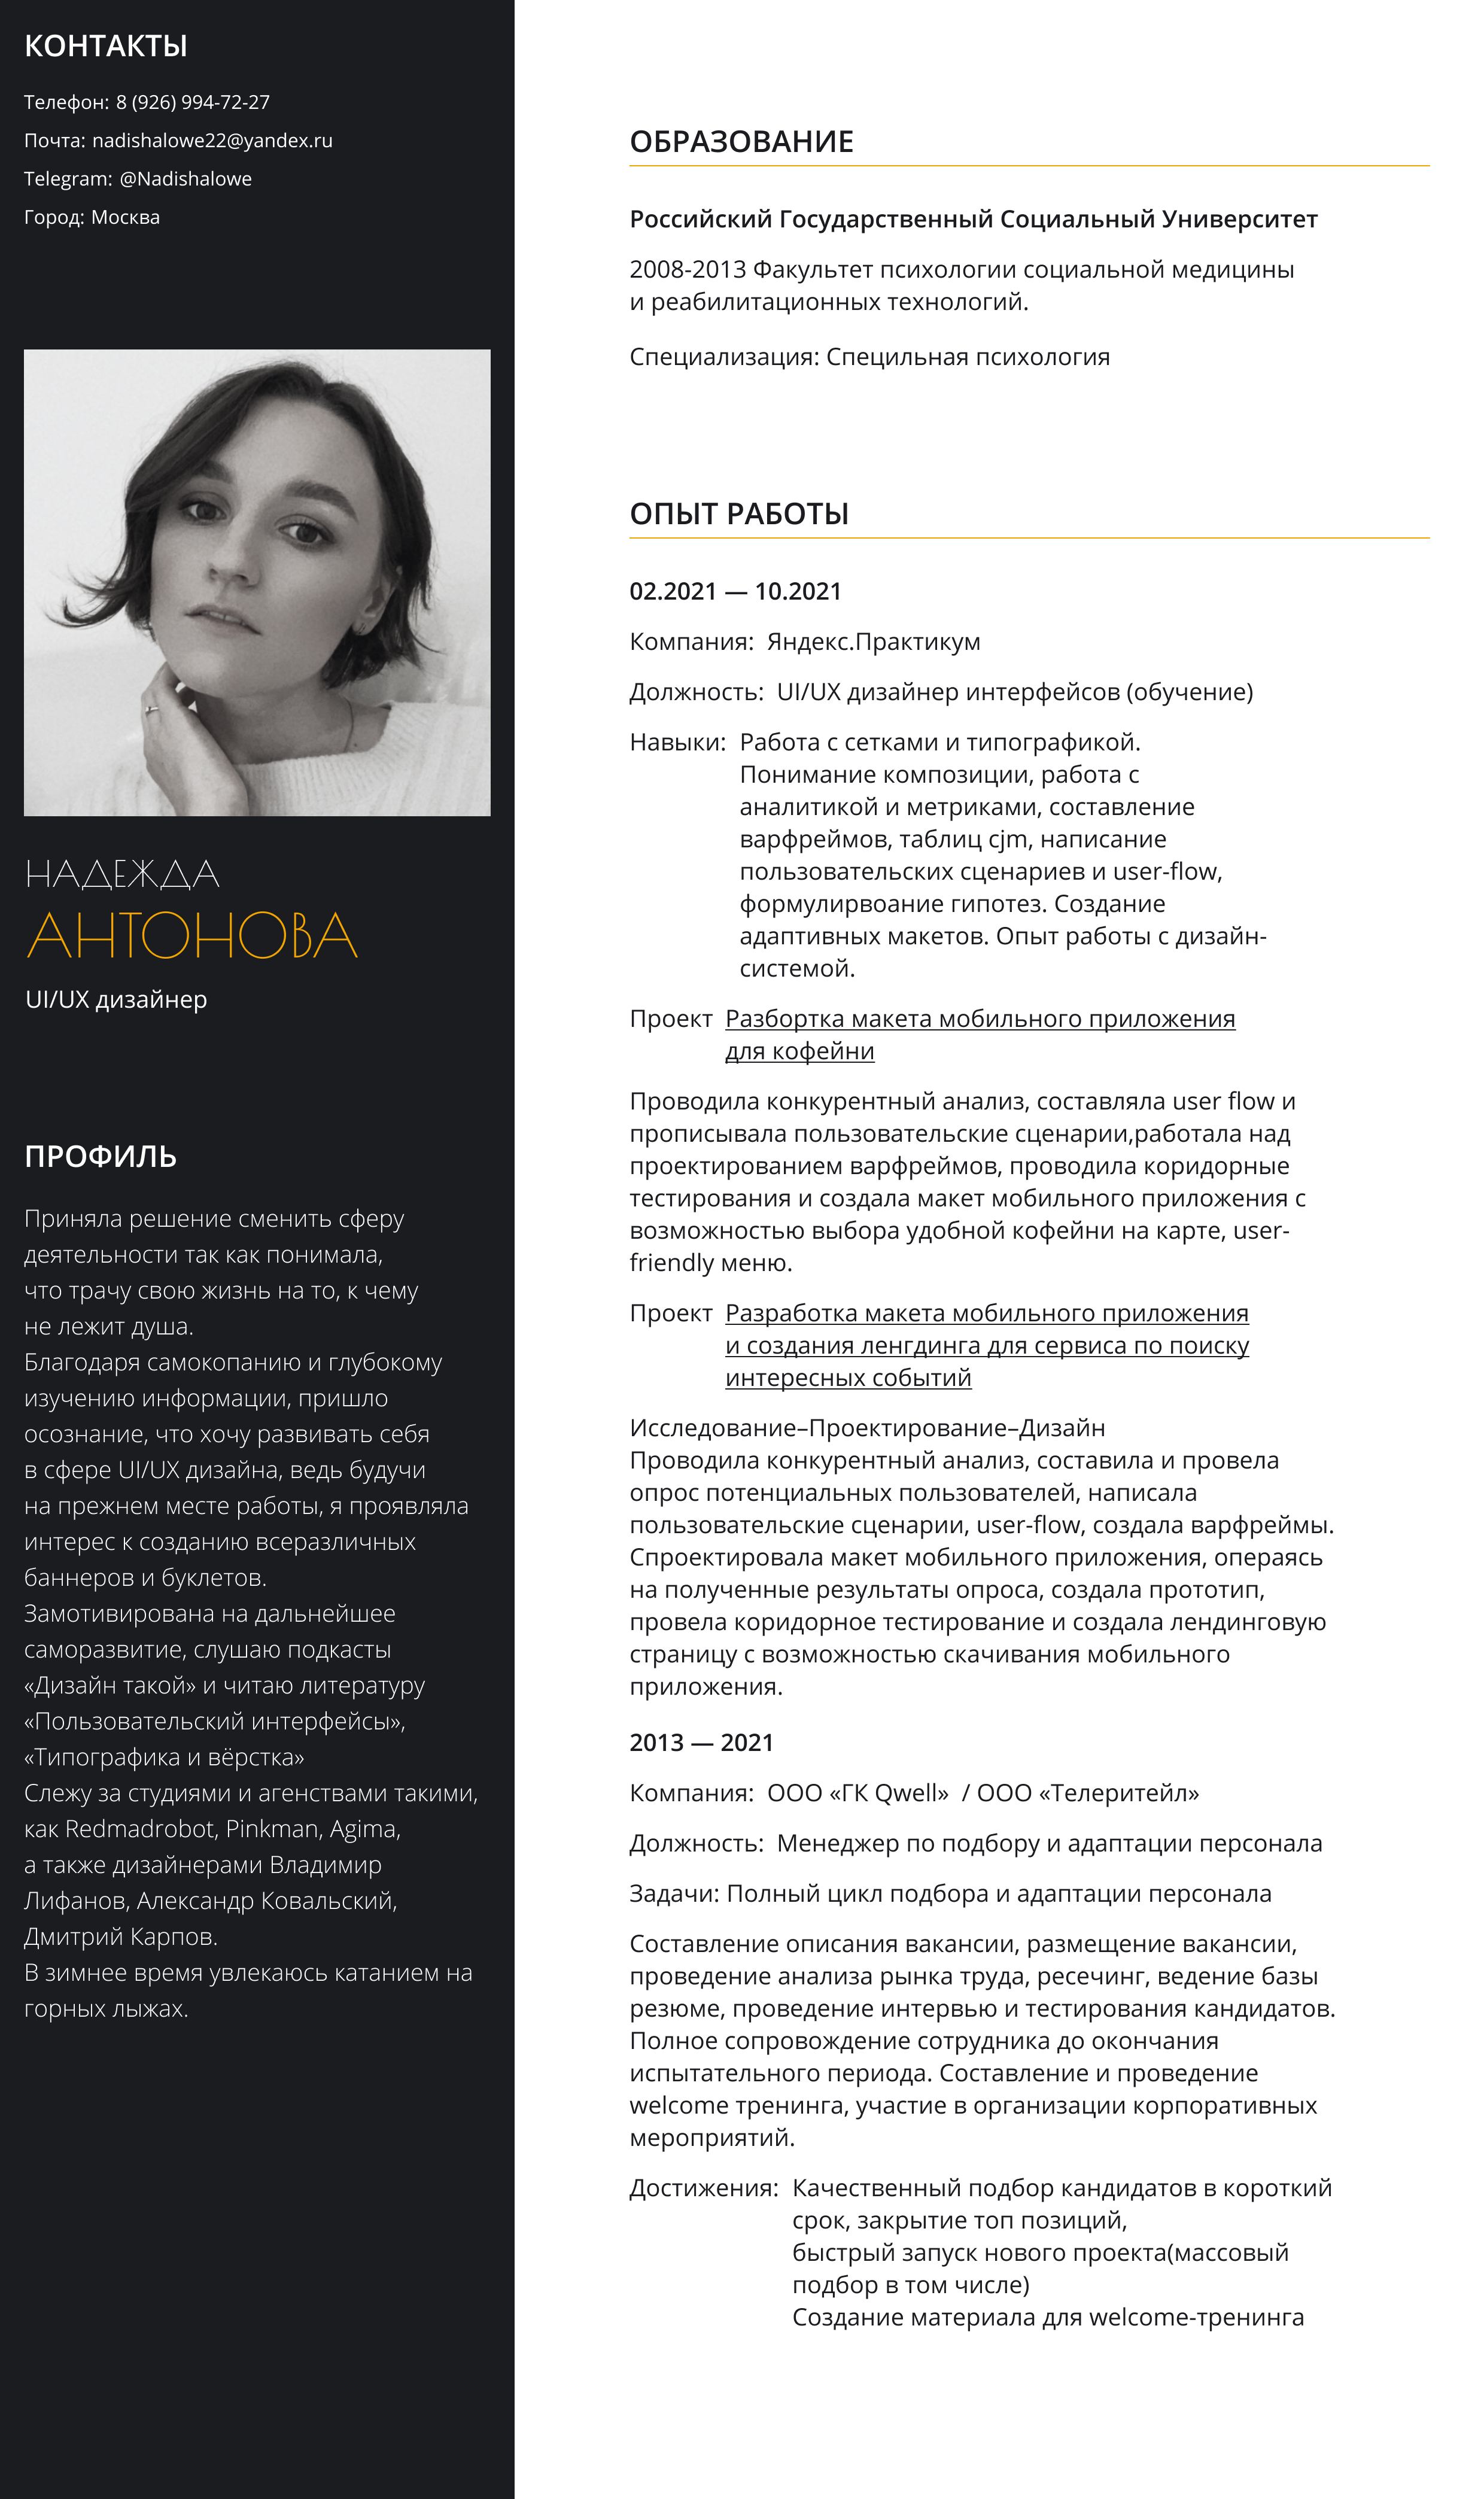 КОНТАКТЫ
Телефон: 8 (926) 994-72-27
Почта: nadishalowe22@yandex.ru
Telegram: @Nadishalowe
Город: Москва
НАДЕЖДА
АНТОНОВА
UI/UX дизайнер
ПРОФИЛЬ
Приняла решение сменить сферу
деятельности так как понимала,
что трачу свою жизнь на то, к чему
не лежит душа.
Благодаря самокопанию и глубокому
изучению информации, пришло
осознание, что хочу развивать себя
в сфере UI/UX дизайна, ведь будучи
на прежнем месте работы, я проявляла
интерес к созданию всеразличных
баннеров и буклетов.
Замотивирована на дальнейшее
саморазвитие, слушаю подкасты
«Дизайн такой» и читаю литературу
«Пользовательский интерфейсы»,
«Типографика и вёрстка»
Слежу за студиями и агенствами такими,
как Redmadrobot, Pinkman, Agima,
а также дизайнерами Владимир
Лифанов, Александр Ковальский,
Дмитрий Карпов.
В зимнее время увлекаюсь катанием на
горных лыжах.
ОБРАЗОВАНИЕ
Российский Государственный Социальный Университет
2008-2013 Факультет психологии социальной медицины
и реабилитационных технологий.
Специализация: Специльная психология
ОПЫТ РАБОТЫ
02.2021 — 10.2021
Компания: Яндекс.Практикум
Должность: UI/UX дизайнер интерфейсов (обучение)
Навыки: Работа с сетками и типографикой.
Понимание композиции, работа с
аналитикой и метриками, составление
варфреймов, таблиц cjm, написание
пользовательских сценариев и user-flow,
формулирвоание гипотез. Создание
адаптивных макетов. Опыт работы с дизайн-
системой.
Проект Разбортка макета мобильного приложения
для кофейни
Проводила конкурентный анализ, составляла user flow и
прописывала пользовательские сценарии,работала над
проектированием варфреймов, проводила коридорные
тестирования и создала макет мобильного приложения с
возможностью выбора удобной кофейни на карте, user-
friendly меню.
Проект Разработка макета мобильного приложения
и создания ленгдинга для сервиса по поиску
интересных событий
Исследование–Проектирование–Дизайн
Проводила конкурентный анализ, составила и провела
опрос потенциальных пользователей, написала
пользовательские сценарии, user-flow, создала варфреймы.
Спроектировала макет мобильного приложения, операясь
на полученные результаты опроса, создала прототип,
провела коридорное тестирование и создала лендинговую
страницу с возможностью скачивания мобильного
приложения.
2013 — 2021
Компания: ООО «ГК Qwell» / ООО «Телеритейл»
Должность: Менеджер по подбору и адаптации персонала
Задачи: Полный цикл подбора и адаптации персонала
Составление описания вакансии, размещение вакансии,
проведение анализа рынка труда, ресечинг, ведение базы
резюме, проведение интервью и тестирования кандидатов.
Полное сопровождение сотрудника до окончания
испытательного периода. Составление и проведение
welcome тренинга, участие в организации корпоративных
мероприятий.
Достижения: Качественный подбор кандидатов в короткий
срок, закрытие топ позиций,
быстрый запуск нового проекта(массовый
подбор в том числе)
Создание материала для welcome-тренинга